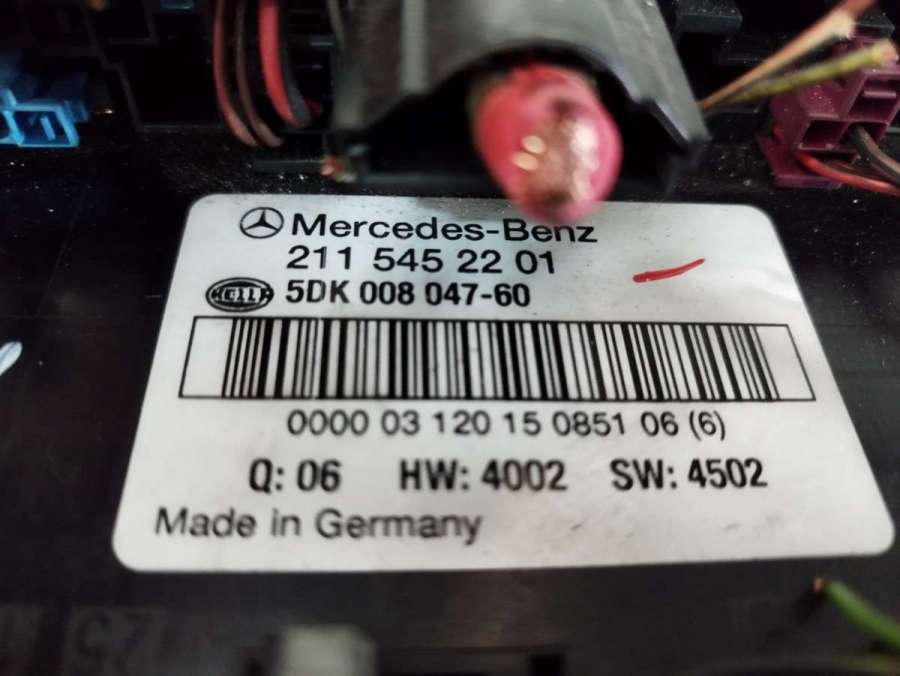 Mercedes-Benz
211 545 22 01
HELLA 5DK 008 047-60
0000 03 120 15 0851 06 (6)
Q: 06 HW: 4002 SW: 4502
Made in Germany